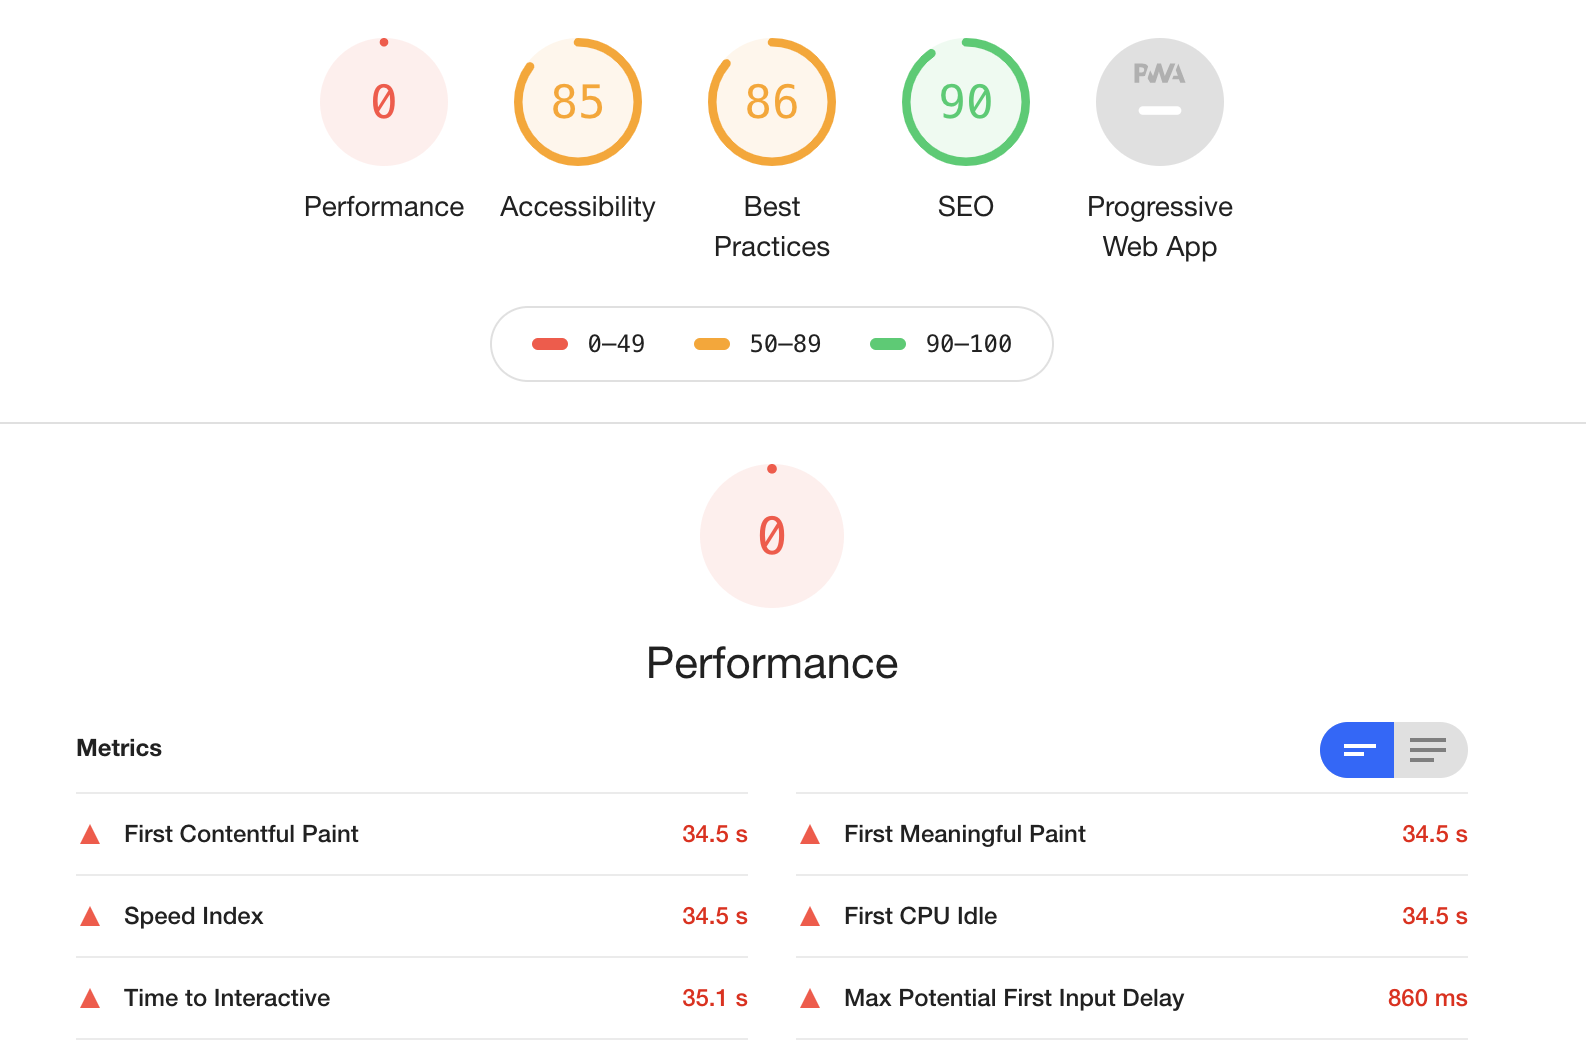 0
85
86
90
PWA
Performance
Accessibility
Best
Practices
SEO
Progressive
Web App
0–49
50–89
90–100
0
Performance
Metrics
First Contentful Paint 34.5 s
First Meaningful Paint 34.5 s
Speed Index 34.5 s
First CPU Idle 34.5 s
Time to Interactive 35.1 s
Max Potential First Input Delay 860 ms